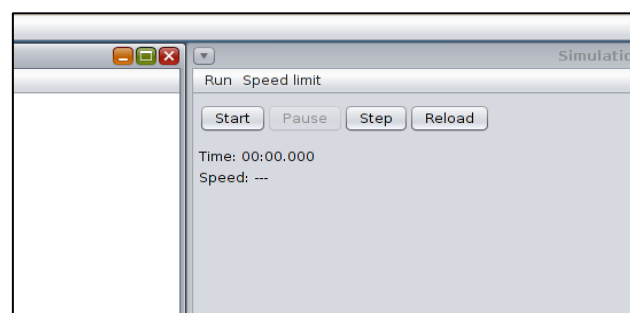 Simulatio
Run Speed limit
Start Pause Step Reload
Time: 00:00.000
Speed: ---